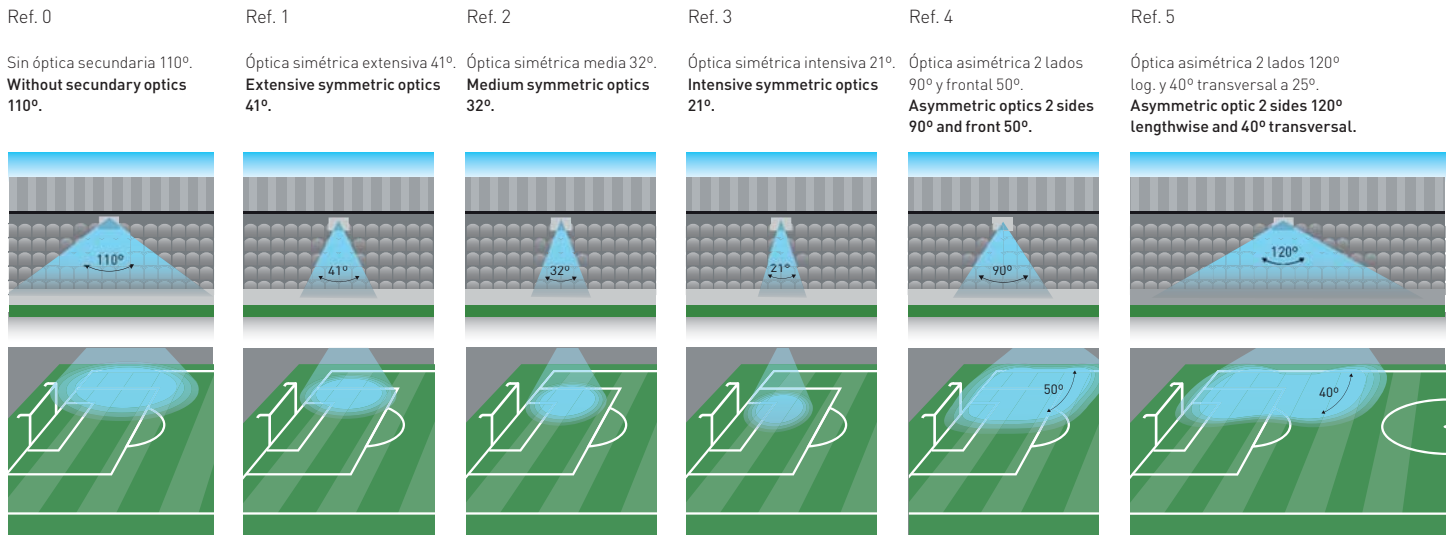 Ref. 0
Sin óptica secundaria 110º.
Without secundary optics
110º.
110º
Ref. 1
Óptica simétrica extensiva 41º.
Extensive symmetric optics
41º.
41º
Ref. 2
Óptica simétrica media 32º.
Medium symmetric optics
32º.
32º
Ref. 3
Óptica simétrica intensiva 21º.
Intensive symmetric optics
21º.
21º
Ref. 4
Óptica asimétrica 2 lados
90º y frontal 50º.
Asymmetric optics 2 sides
90º and front 50º.
90º
50º
Ref. 5
Óptica asimétrica 2 lados 120º
log. y 40º transversal a 25º.
Asymmetric optic 2 sides 120º
lengthwise and 40º transversal.
120º
40º